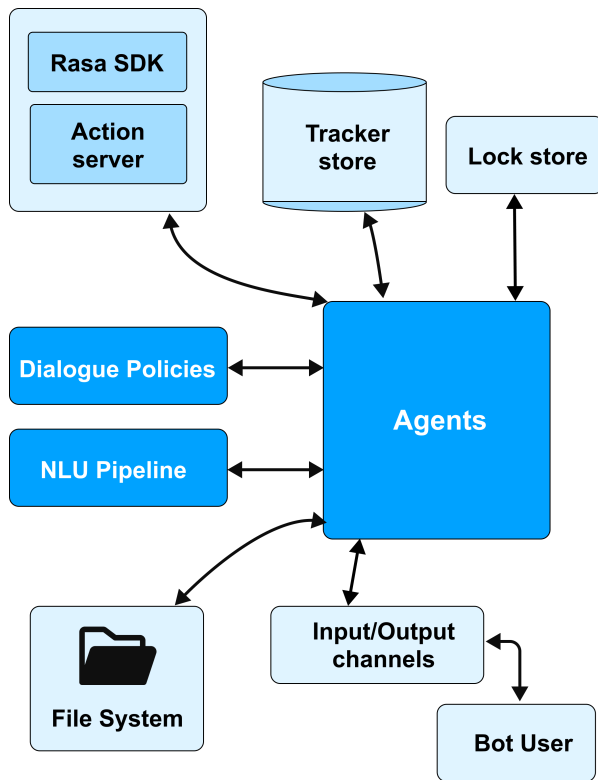 Rasa SDK
Action
server
Tracker
store
Lock store
Dialogue Policies
Agents
NLU Pipeline
File System
Input/Output
channels
Bot User